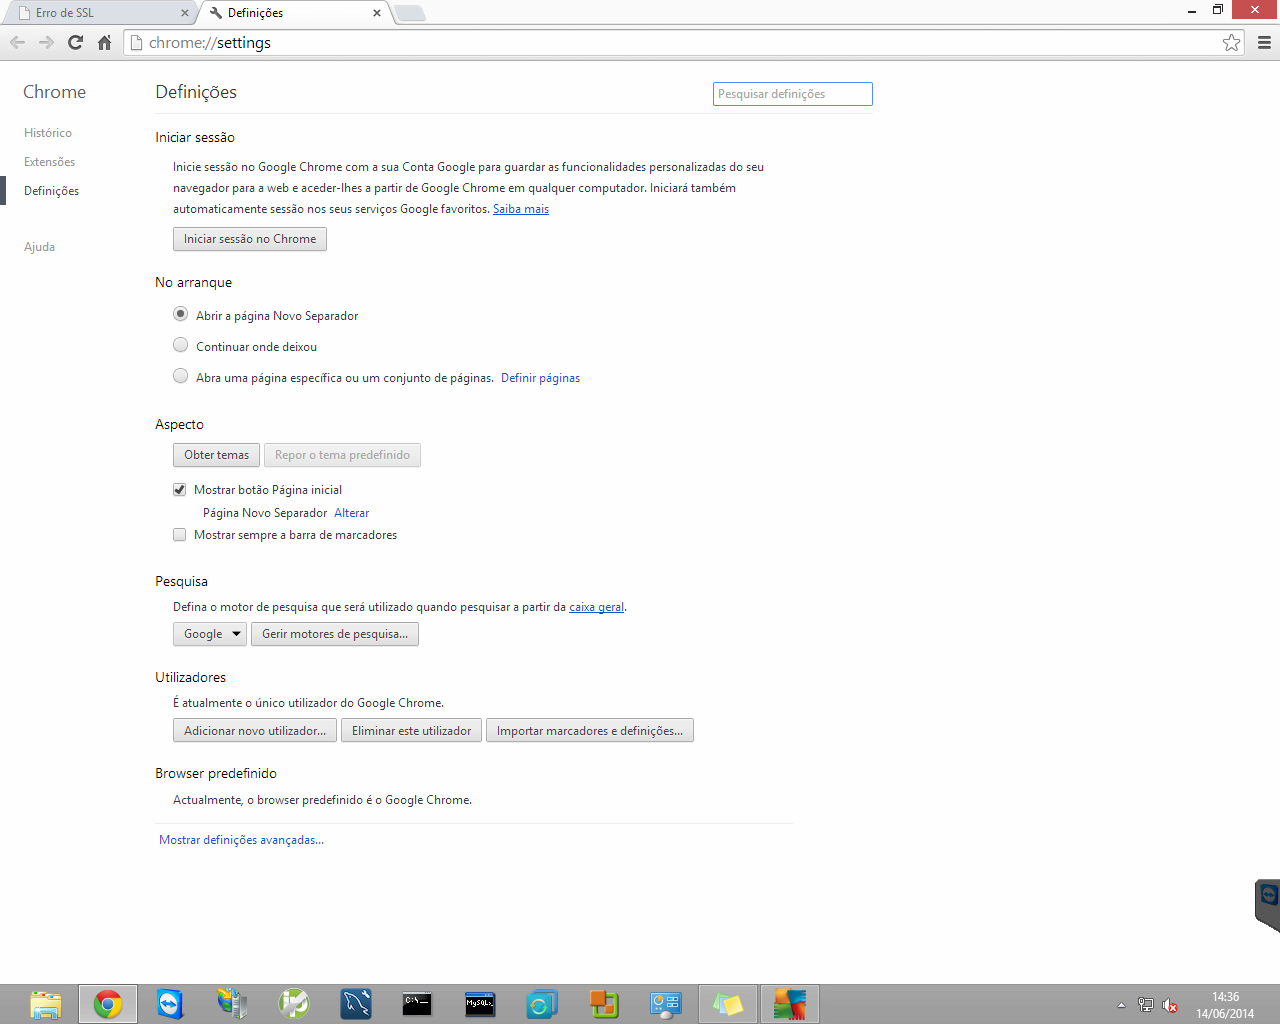 Erro de SSL
Definições
chrome://settings
Chrome
Definições
Pesquisar definições
Histórico
Extensões
Definições
Ajuda
Iniciar sessão
Inicie sessão no Google Chrome com a sua Conta Google para guardar as funcionalidades personalizadas do seu
navegador para a web e aceder-lhes a partir de Google Chrome em qualquer computador. Iniciará também
automaticamente sessão nos seus serviços Google favoritos. Saiba mais
Iniciar sessão no Chrome
No arranque
Abrir a página Novo Separador
Continuar onde deixou
Abra uma página específica ou um conjunto de páginas. Definir páginas
Aspecto
Obter temas Repor o tema predefinido
Mostrar botão Página inicial
Página Novo Separador Alterar
Mostrar sempre a barra de marcadores
Pesquisa
Defina o motor de pesquisa que será utilizado quando pesquisar a partir da caixa geral.
Google Gerir motores de pesquisa...
Utilizadores
É atualmente o único utilizador do Google Chrome.
Adicionar novo utilizador... Eliminar este utilizador Importar marcadores e definições...
Browser predefinido
Actualmente, o browser predefinido é o Google Chrome.
Mostrar definições avançadas...
C:\_
MySQL
14:36
14/06/2014